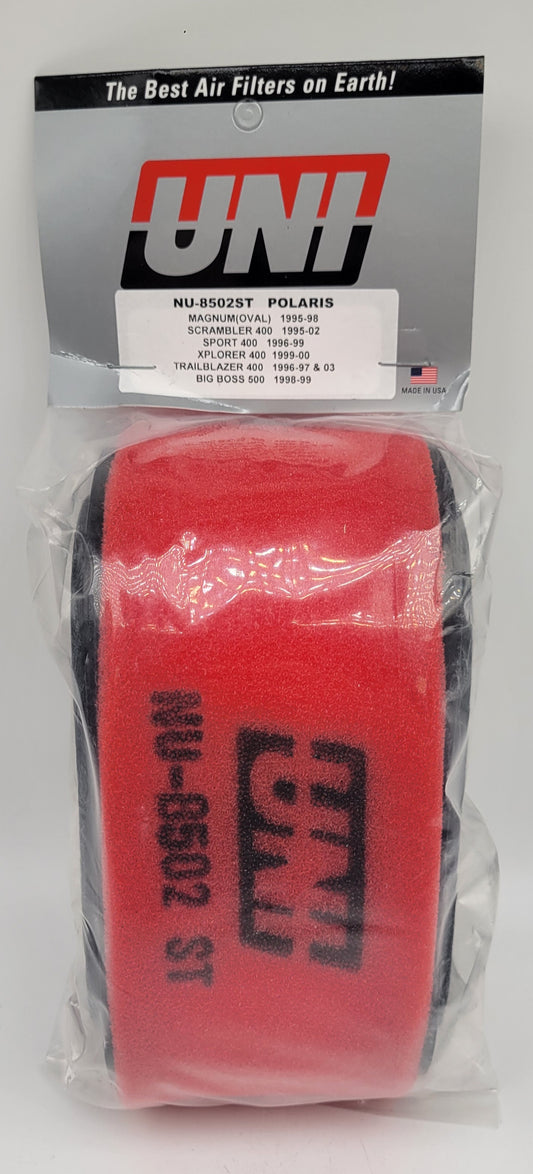 The Best Air Filters on Earth!
UNI
NU-8502ST POLARIS
MAGNUM(OVAL) 1995-98
SCRAMBLER 400 1995-02
SPORT 400 1996-99
XPLORER 400 1999-00
TRAILBLAZER 400 1996-97 & 03
BIG BOSS 500 1998-99
MADE IN USA
UNI
NU-8502 ST